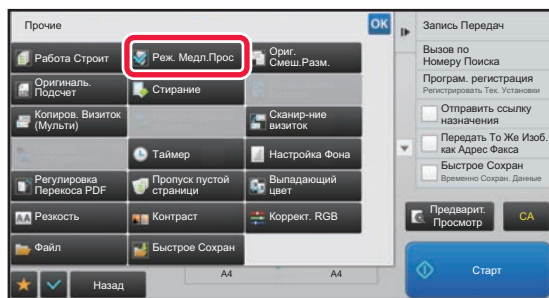 Прочие
OK
Работа Строит
Реж. Медл.Прос
Ориг.
Смеш.Разм.
Оригиналь.
Подсчет
Стирание
Копиров. Визиток
(Мульти)
Сканир-ние
визиток
Таймер
Настройка Фона
Регулировка
Перекоса PDF
Пропуск пустой
страници
Выпадающий
цвет
Резкость
Контраст
Коррект. RGB
Файл
Быстрое Сохран
Назад
A4
A4
Запись Передач
Вызов по
Номеру Поиска
Програм. регистрация
Регистрировать Тек. Установки
Отправить ссылку
назначения
Передать То Же Изоб.
как Адрес Факса
Быстрое Сохран
Временно Сохран. Данные
Предварит.
Просмотр
CA
Старт